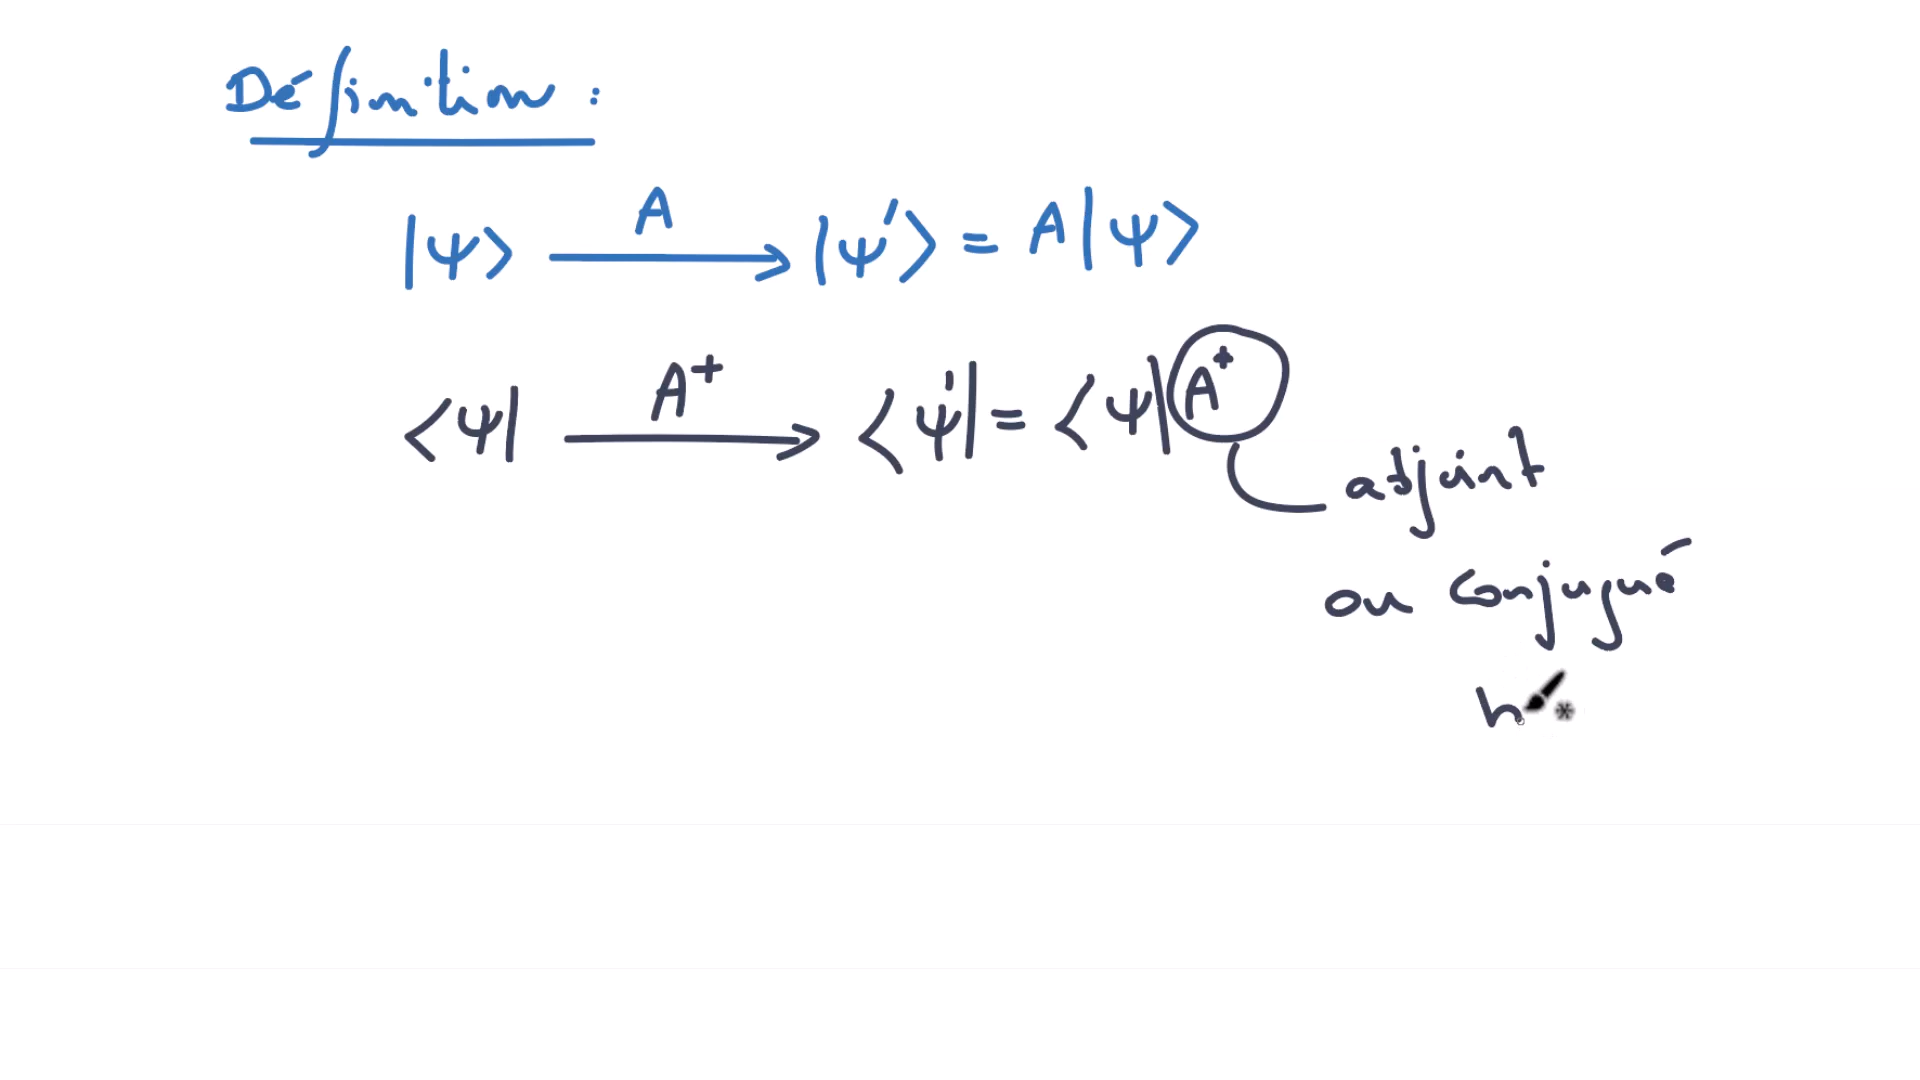 Définition :
|ψ⟩ ⟶ A |ψ'⟩ = A|ψ⟩
⟨ψ| ⟶ A⁺ ⟨ψ'| = ⟨ψ|A⁺
adjoint
ou conjugué
h